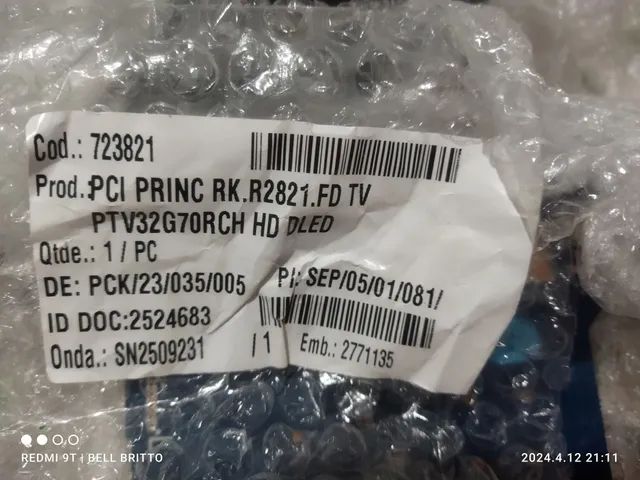 Cod.: 723821
Prod.:PCI PRINC RK.R2821.FD TV
PTV32G70RCH HD DLED
Qtde.: 1 / PC
DE: PCK/23/035/005 P/: SEP/05/01/081/
ID DOC:2524683
Onda.: SN2509231 / 1 Emb.: 2771135
REDMI 9T | BELL BRITTO
2024.4.12 21:11